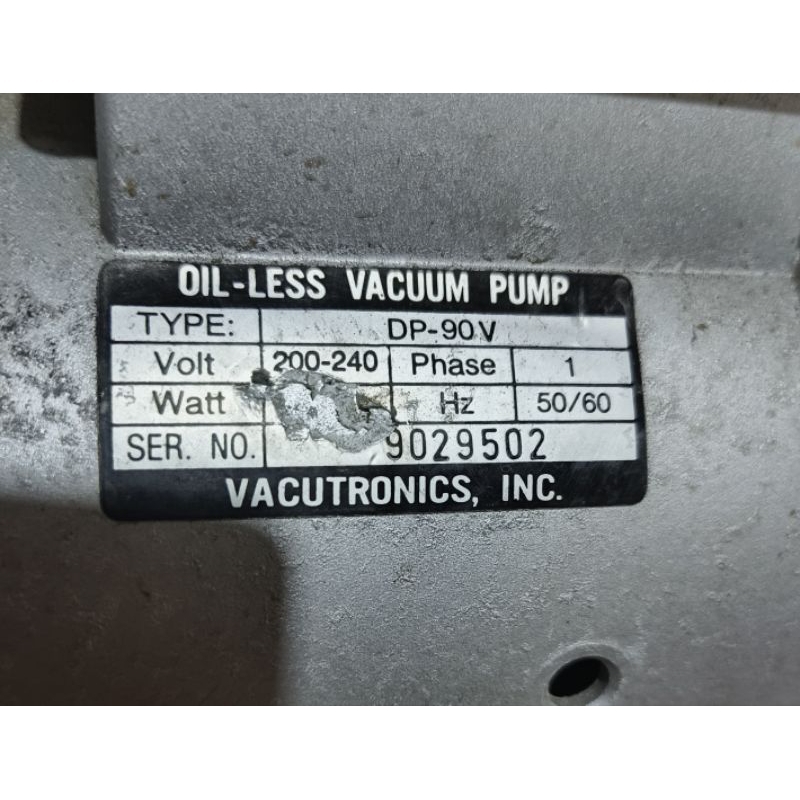 OIL-LESS VACUUM PUMP
TYPE: DP-90V
Volt 200-240 Phase 1
Watt Hz 50/60
SER. NO. 9029502
VACUTRONICS, INC.